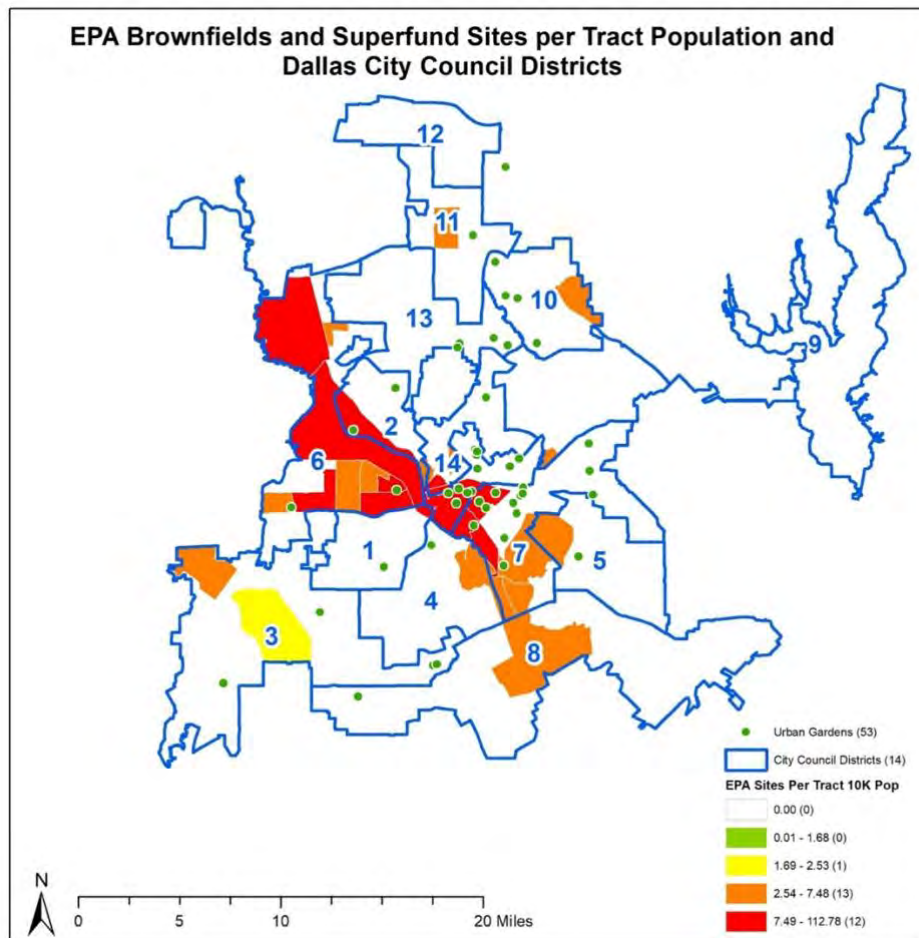 EPA Brownfields and Superfund Sites per Tract Population and
Dallas City Council Districts
12
11
10
13
9
2
14
6
7
1
5
4
3
8
Urban Gardens (53)
City Council Districts (14)
EPA Sites Per Tract 10K Pop
0.00 (0)
0.01 - 1.68 (0)
1.69 - 2.53 (1)
2.54 - 7.48 (13)
7.49 - 112.78 (12)
N
0 5 10 20 Miles